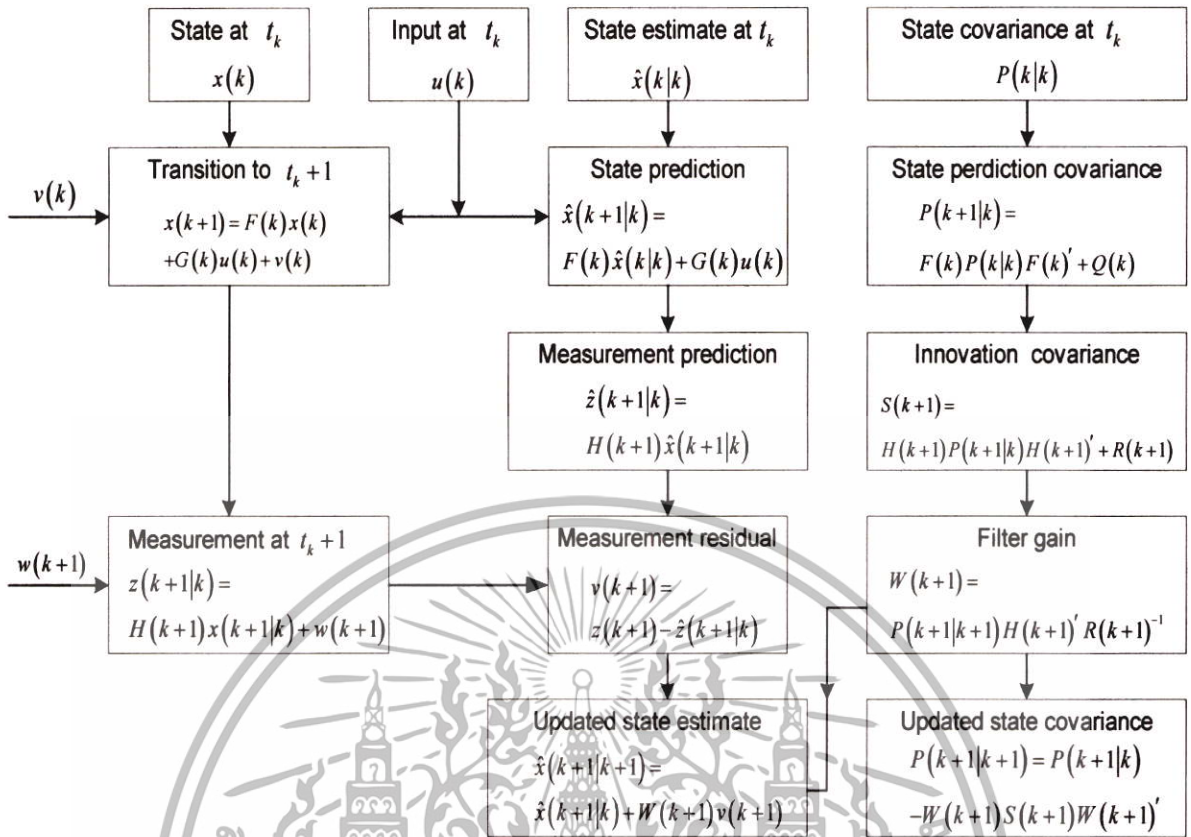 State at t_k
x(k)
Input at t_k
u(k)
State estimate at t_k
x̂(k|k)
State covariance at t_k
P(k|k)
v(k)
Transition to t_k+1
x(k+1)=F(k)x(k)
+G(k)u(k)+v(k)
State prediction
x̂(k+1|k)=
F(k)x̂(k|k)+G(k)u(k)
State perdiction covariance
P(k+1|k)=
F(k)P(k|k)F(k)′+Q(k)
Measurement prediction
ẑ(k+1|k)=
H(k+1)x̂(k+1|k)
Innovation covariance
S(k+1)=
H(k+1)P(k+1|k)H(k+1)′+R(k+1)
w(k+1)
Measurement at t_k+1
z(k+1|k)=
H(k+1)x(k+1|k)+w(k+1)
Measurement residual
v(k+1)=
z(k+1)−ẑ(k+1|k)
Filter gain
W(k+1)=
P(k+1|k+1)H(k+1)′R(k+1)⁻¹
Updated state estimate
x̂(k+1|k+1)=
x̂(k+1|k)+W(k+1)v(k+1)
Updated state covariance
P(k+1|k+1)=P(k+1|k)
−W(k+1)S(k+1)W(k+1)′